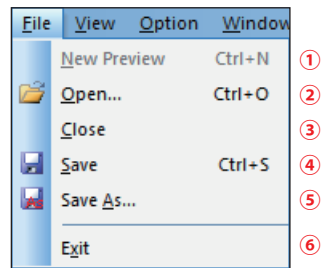 File View Option Window
New Preview Ctrl+N ①
Open... Ctrl+O ②
Close ③
Save Ctrl+S ④
Save As... ⑤
Exit ⑥